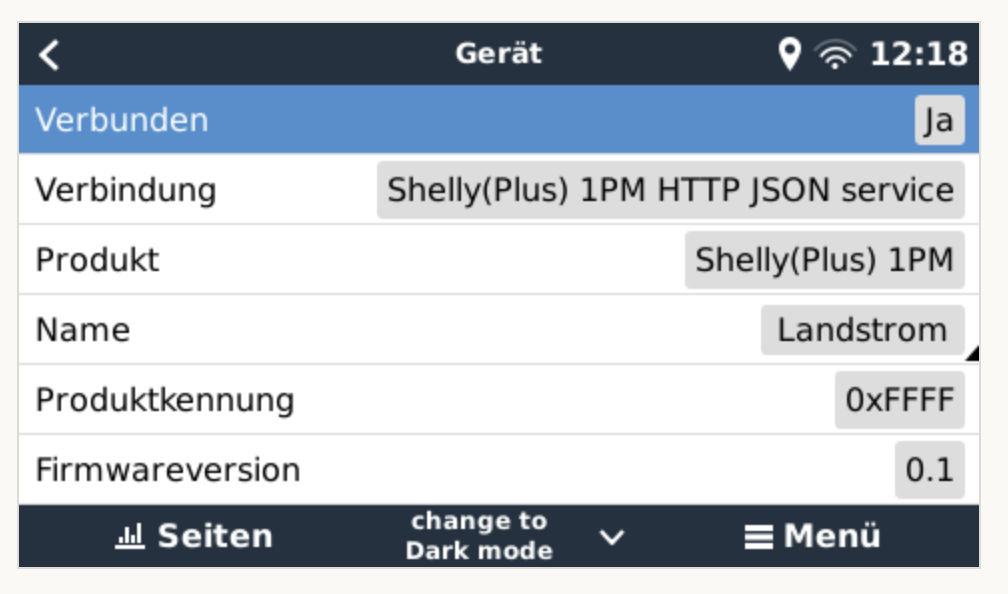 Gerät
12:18
Verbunden Ja
Verbindung Shelly(Plus) 1PM HTTP JSON service
Produkt Shelly(Plus) 1PM
Name Landstrom
Produktkennung 0xFFFF
Firmwareversion 0.1
Seiten
change to
Dark mode
Menü